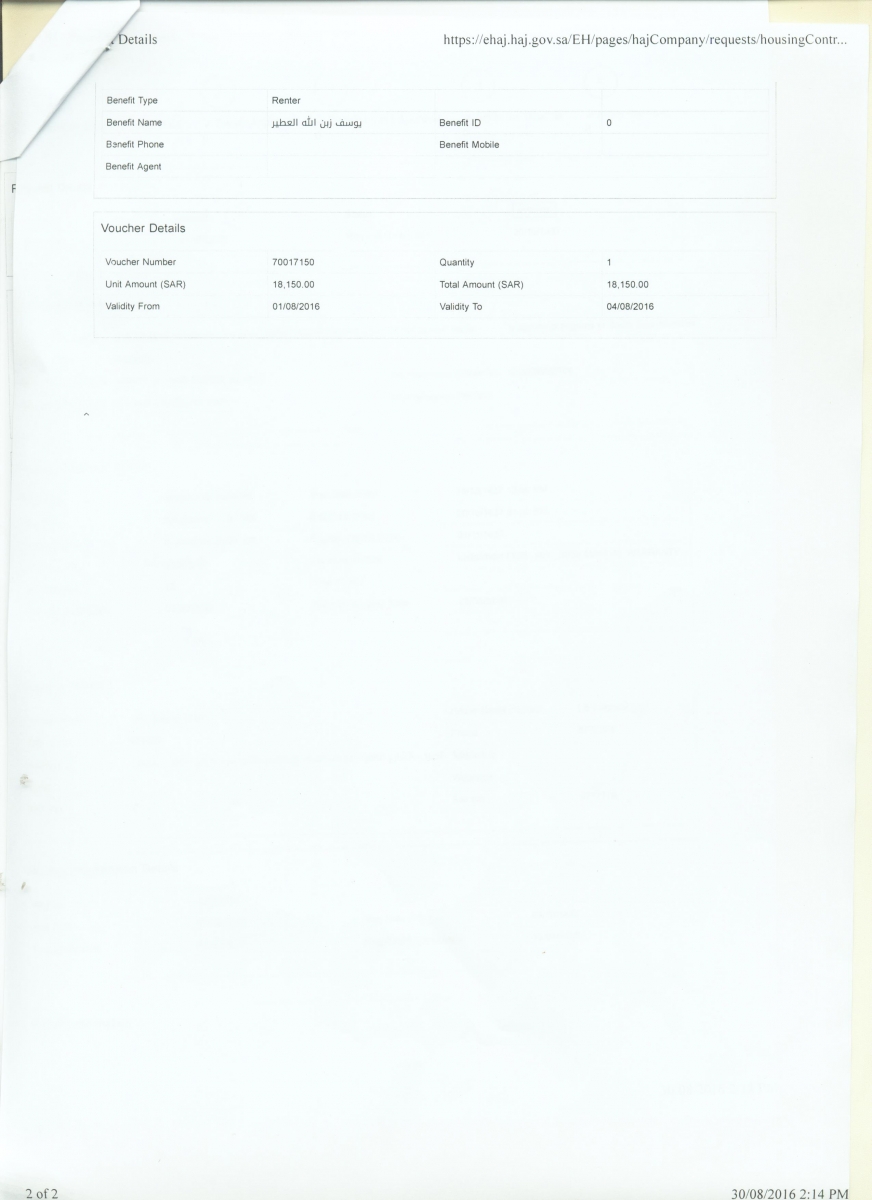 Details https://ehaj.haj.gov.sa/EH/pages/hajCompany/requests/housingContr...
Benefit Type Renter
Benefit Name يوسف زبن الله العطير Benefit ID 0
Benefit Phone Benefit Mobile
Benefit Agent
Voucher Details
Voucher Number 70017150 Quantity 1
Unit Amount (SAR) 18,150.00 Total Amount (SAR) 18,150.00
Validity From 01/08/2016 Validity To 04/08/2016
2 of 2 30/08/2016 2:14 PM